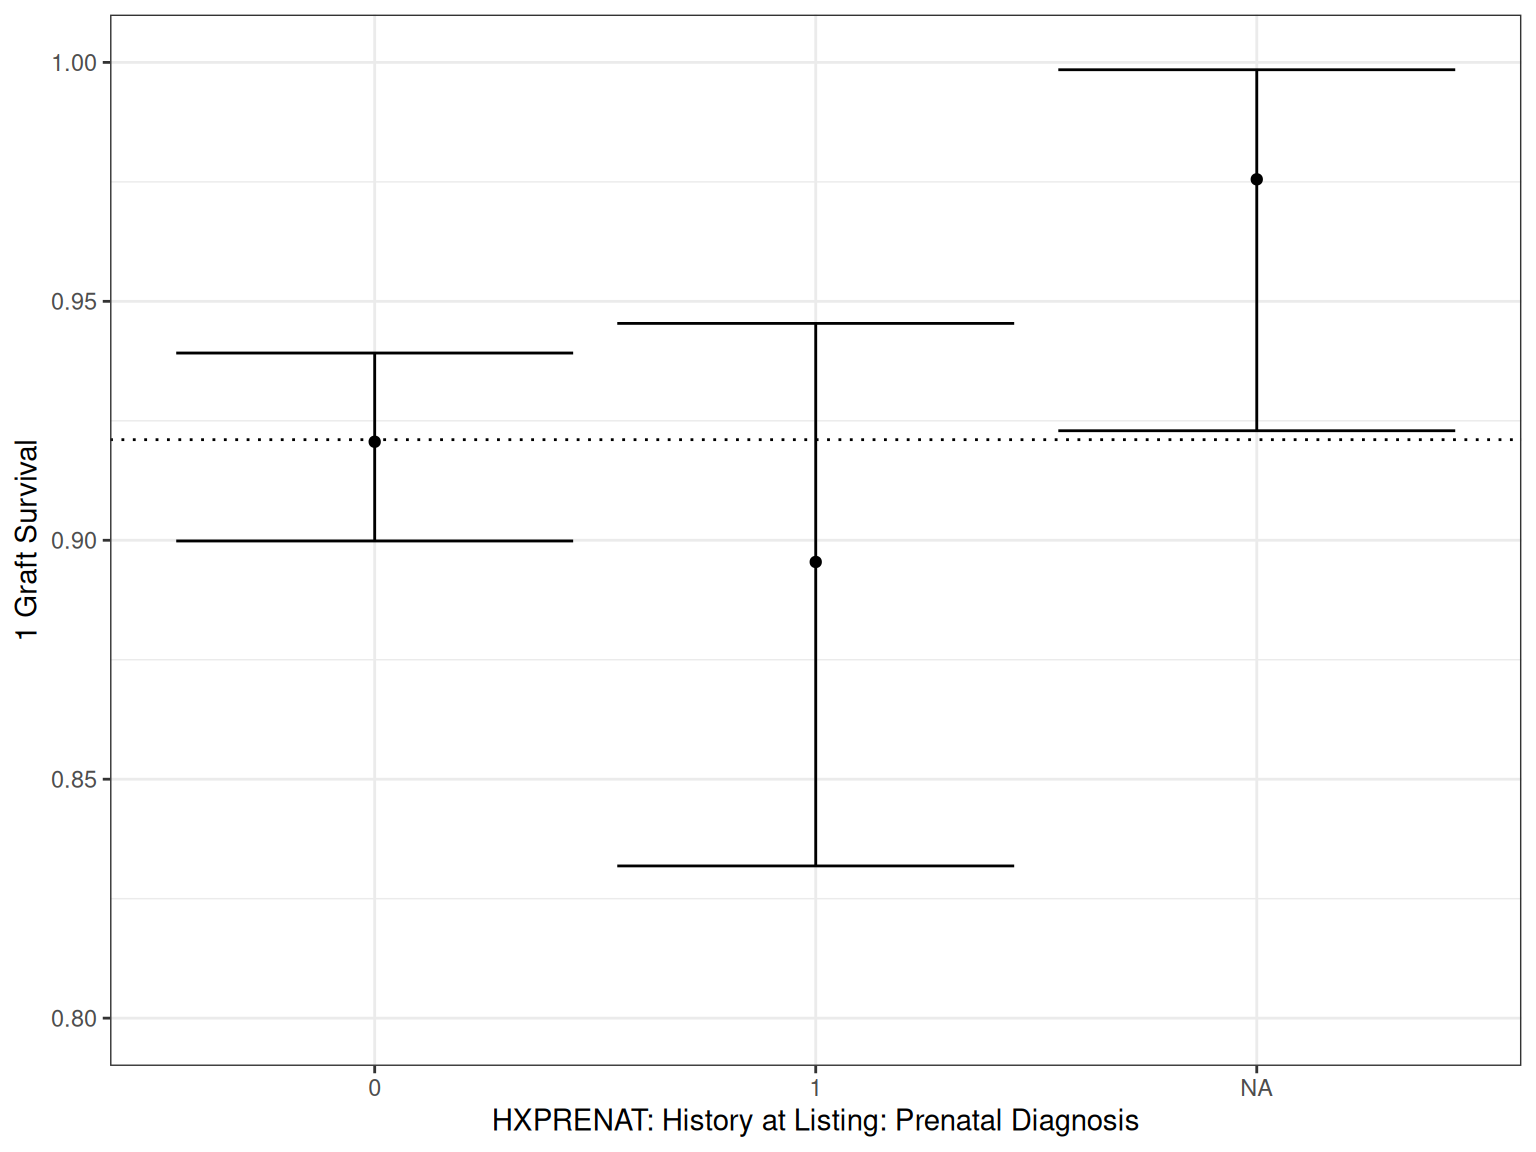 1.00
0.95
0.90
0.85
0.80
1 Graft Survival
0 1 NA
HXPRENAT: History at Listing: Prenatal Diagnosis